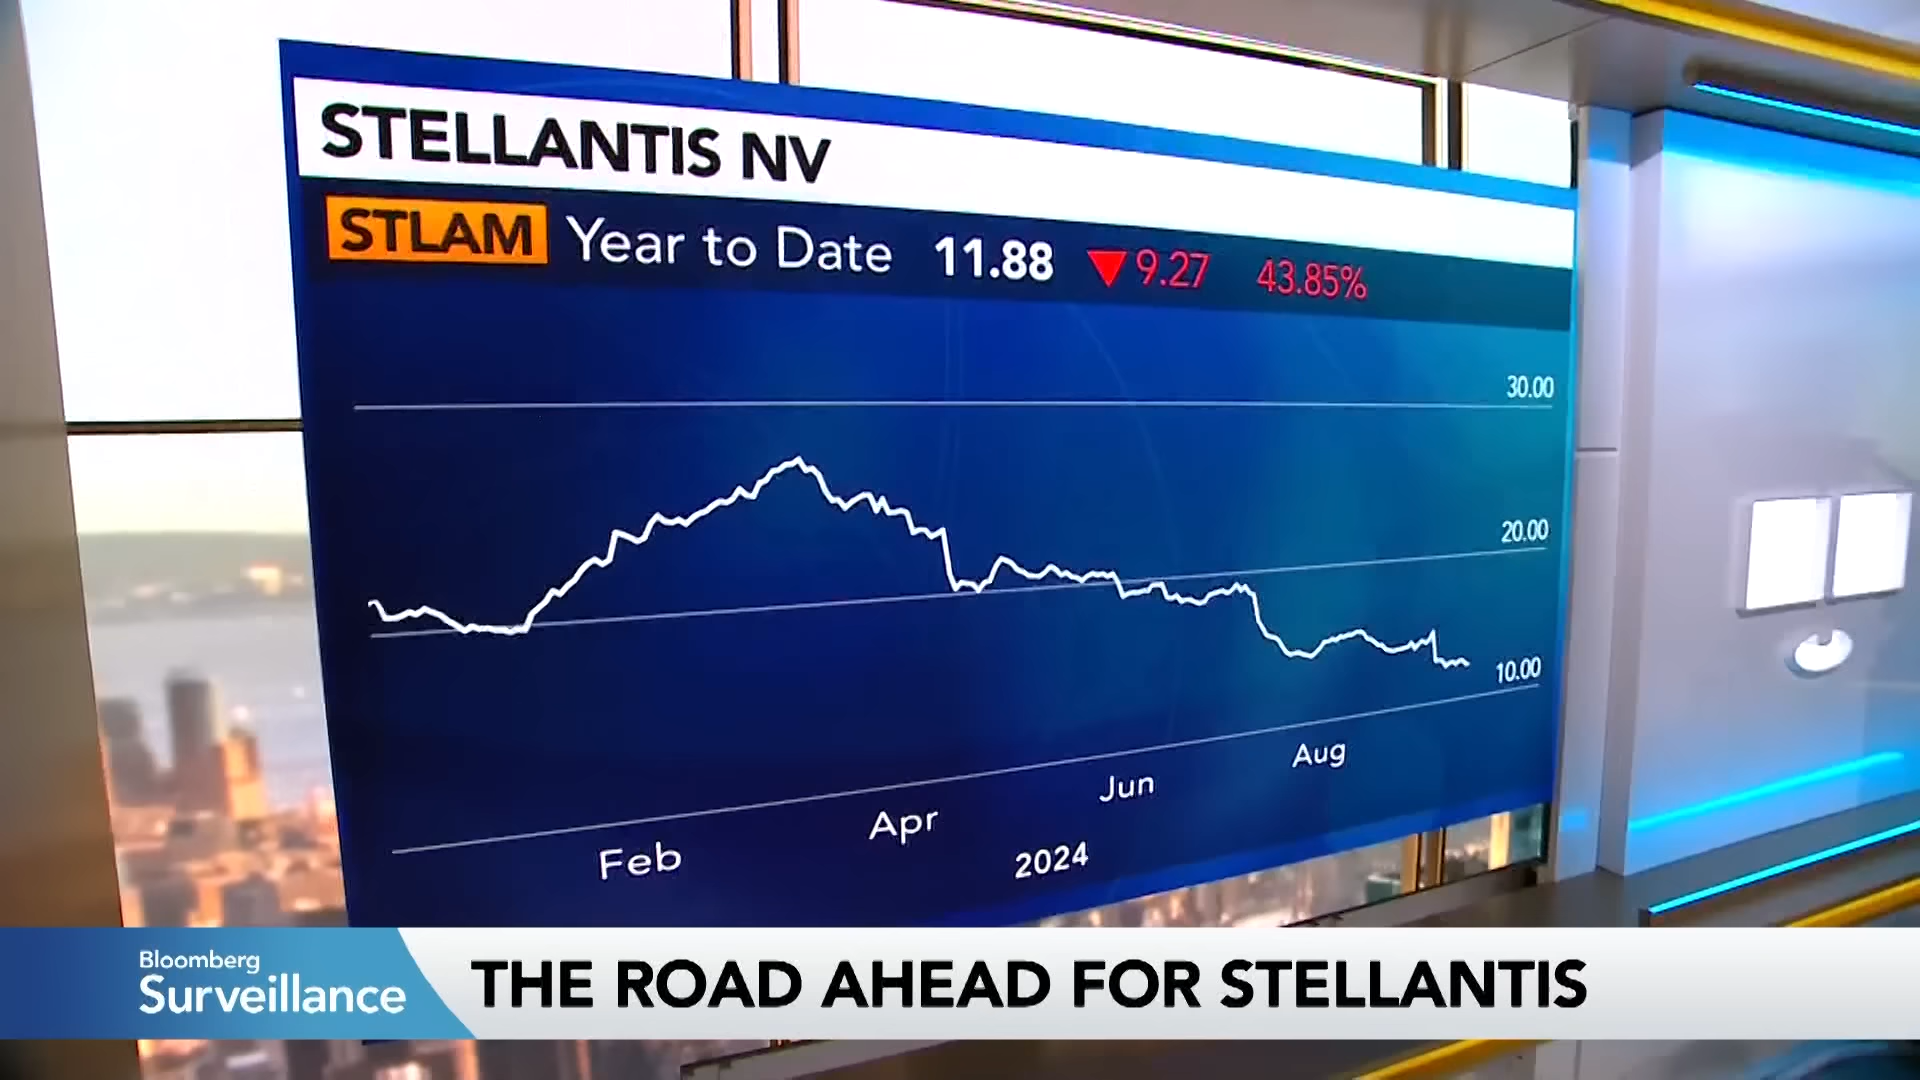 STELLANTIS NV
STLAM Year to Date 11.88 ▼9.27 43.85%
30.00
20.00
10.00
Feb Apr Jun Aug
2024
Bloomberg
Surveillance
THE ROAD AHEAD FOR STELLANTIS